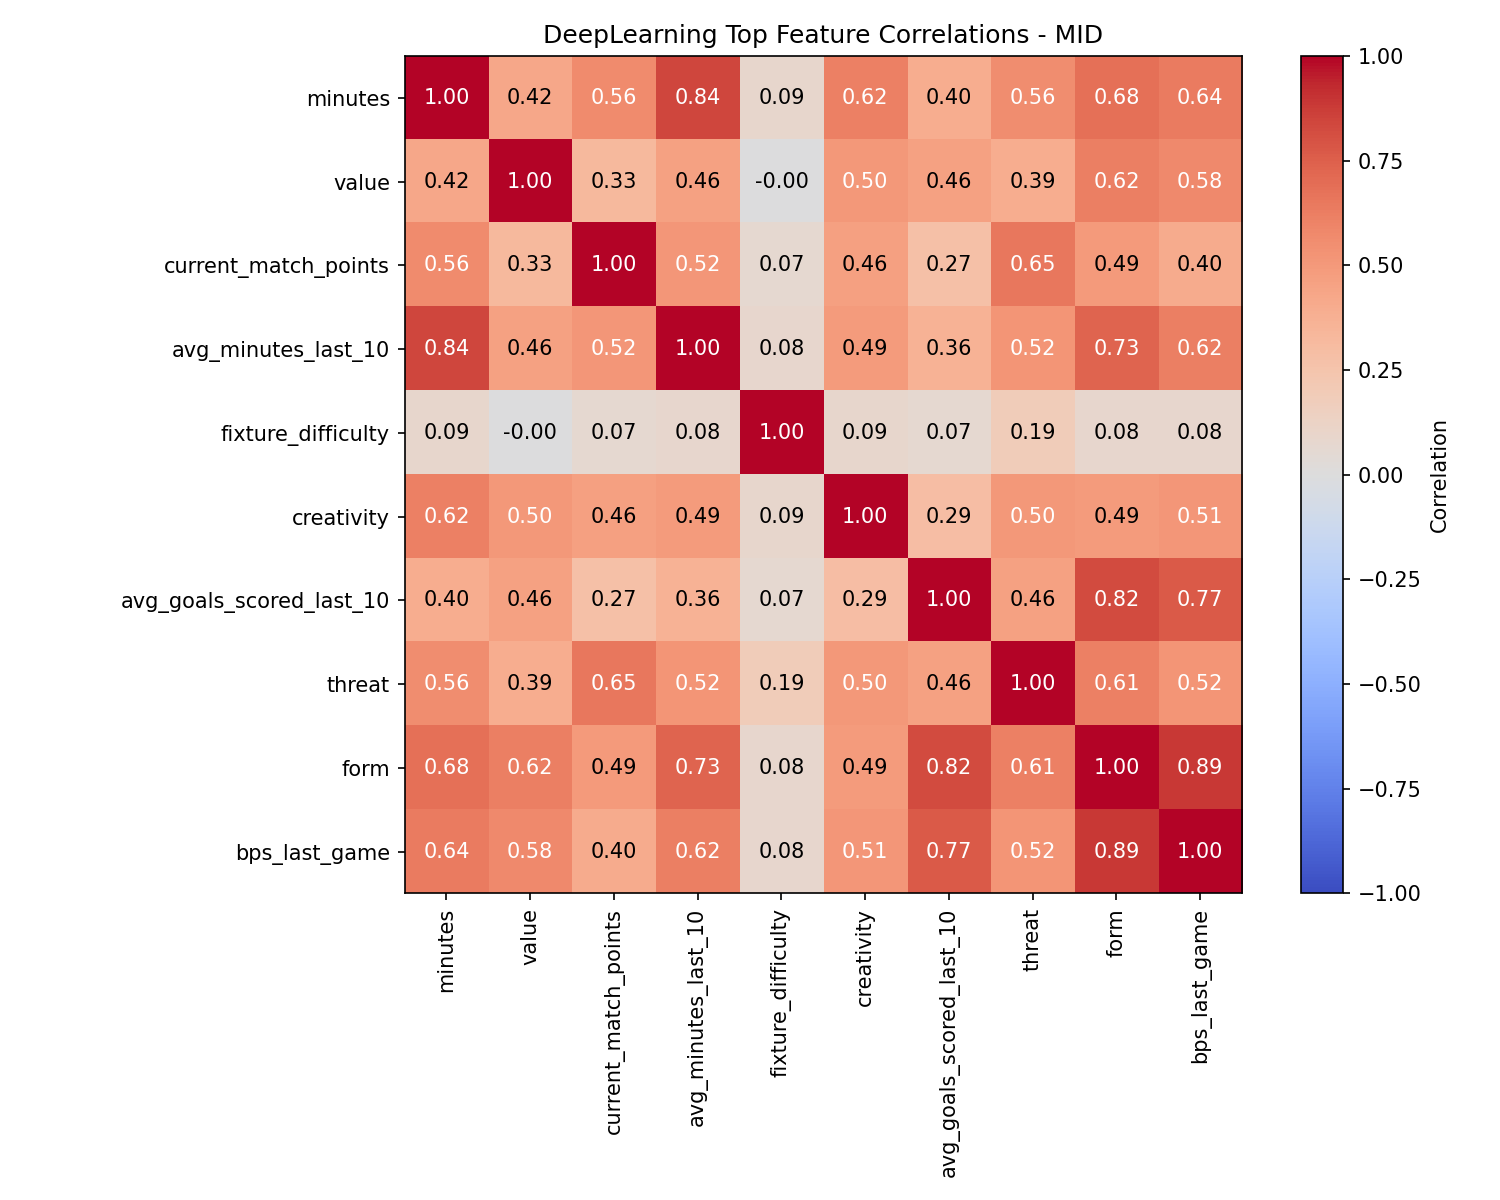 DeepLearning Top Feature Correlations - MID
minutes 1.00 0.42 0.56 0.84 0.09 0.62 0.40 0.56 0.68 0.64
value 0.42 1.00 0.33 0.46 -0.00 0.50 0.46 0.39 0.62 0.58
current_match_points 0.56 0.33 1.00 0.52 0.07 0.46 0.27 0.65 0.49 0.40
avg_minutes_last_10 0.84 0.46 0.52 1.00 0.08 0.49 0.36 0.52 0.73 0.62
fixture_difficulty 0.09 -0.00 0.07 0.08 1.00 0.09 0.07 0.19 0.08 0.08
creativity 0.62 0.50 0.46 0.49 0.09 1.00 0.29 0.50 0.49 0.51
avg_goals_scored_last_10 0.40 0.46 0.27 0.36 0.07 0.29 1.00 0.46 0.82 0.77
threat 0.56 0.39 0.65 0.52 0.19 0.50 0.46 1.00 0.61 0.52
form 0.68 0.62 0.49 0.73 0.08 0.49 0.82 0.61 1.00 0.89
bps_last_game 0.64 0.58 0.40 0.62 0.08 0.51 0.77 0.52 0.89 1.00
minutes
value
current_match_points
avg_minutes_last_10
fixture_difficulty
creativity
avg_goals_scored_last_10
threat
form
bps_last_game
1.00
0.75
0.50
0.25
0.00
−0.25
−0.50
−0.75
−1.00
Correlation